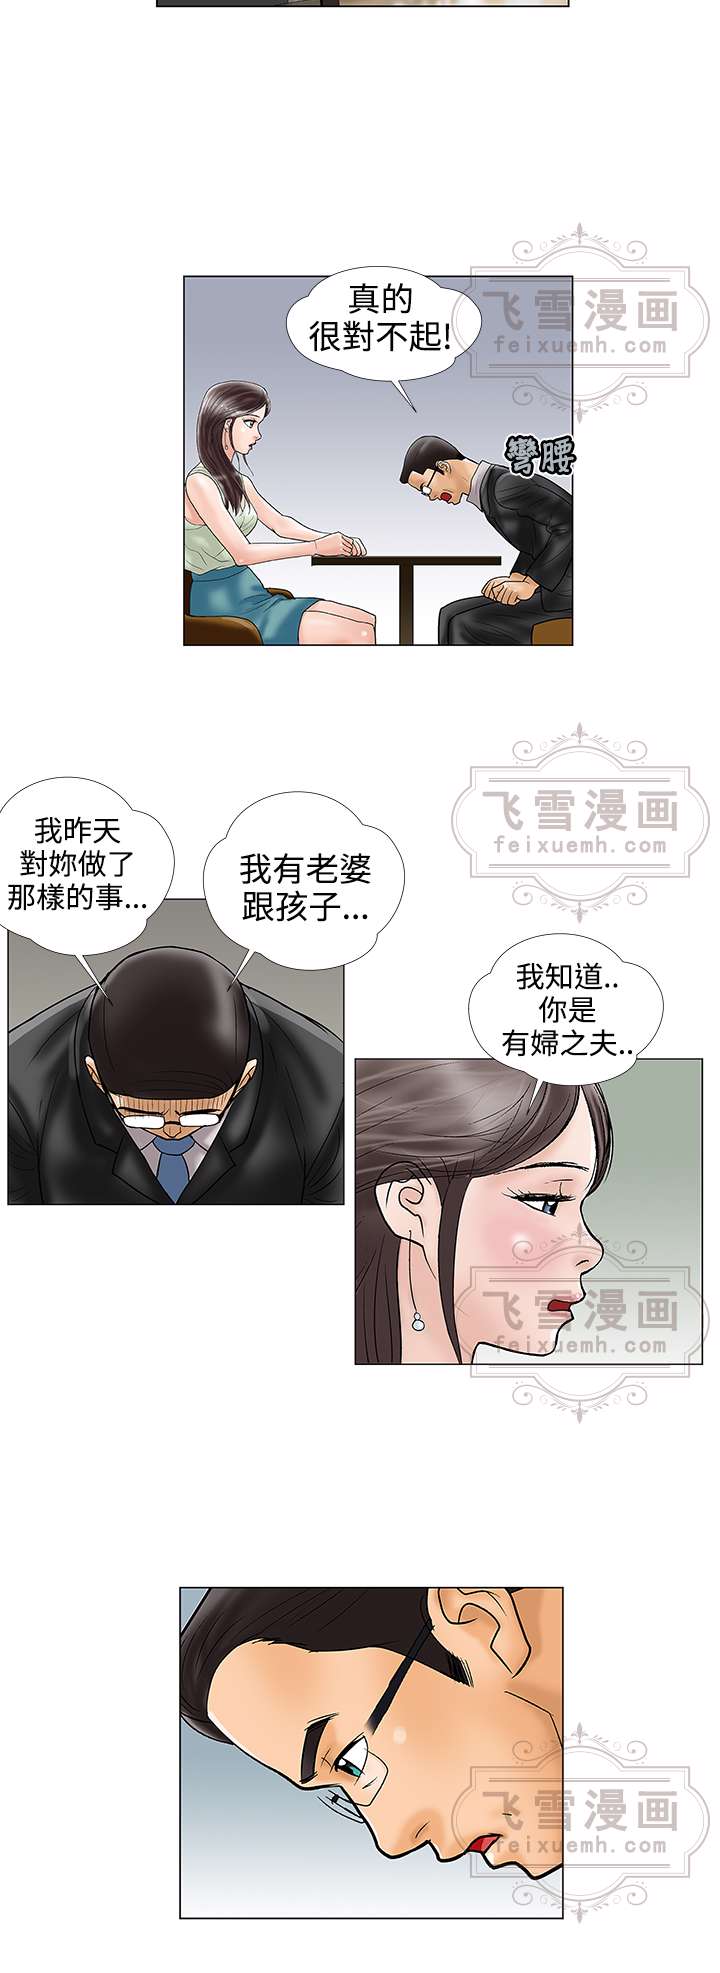 真的
很對不起!
彎腰
飞雪漫画
feixuemh.com
我昨天
對妳做了
那樣的事...
我有老婆
跟孩子...
飞雪漫画
feixuemh.com
我知道..
你是
有婦之夫..
飞雪漫画
feixuemh.com
飞雪漫画
feixuemh.com